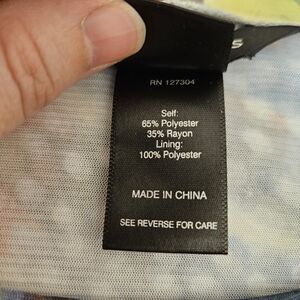 S
RN 127304
Self:
65% Polyester
35% Rayon
Lining:
100% Polyester
MADE IN CHINA
SEE REVERSE FOR CARE